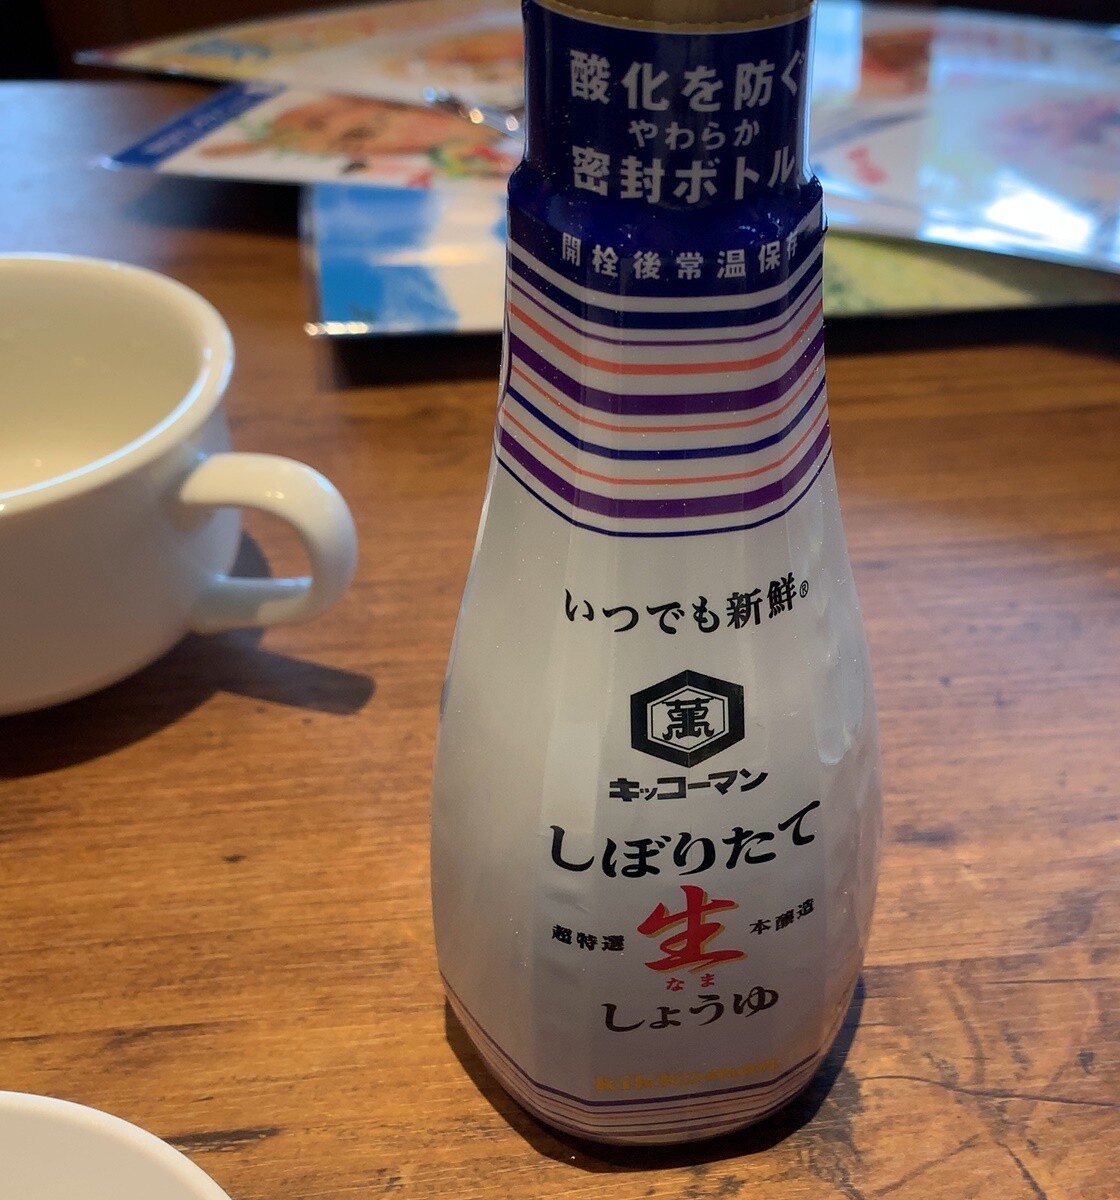 酸化を防ぐ
やわらか
密封ボトル
開栓後常温保存
いつでも新鮮®
萬
キッコーマン
しぼりたて
超特選 生 本醸造
なま
しょうゆ
kikkoman